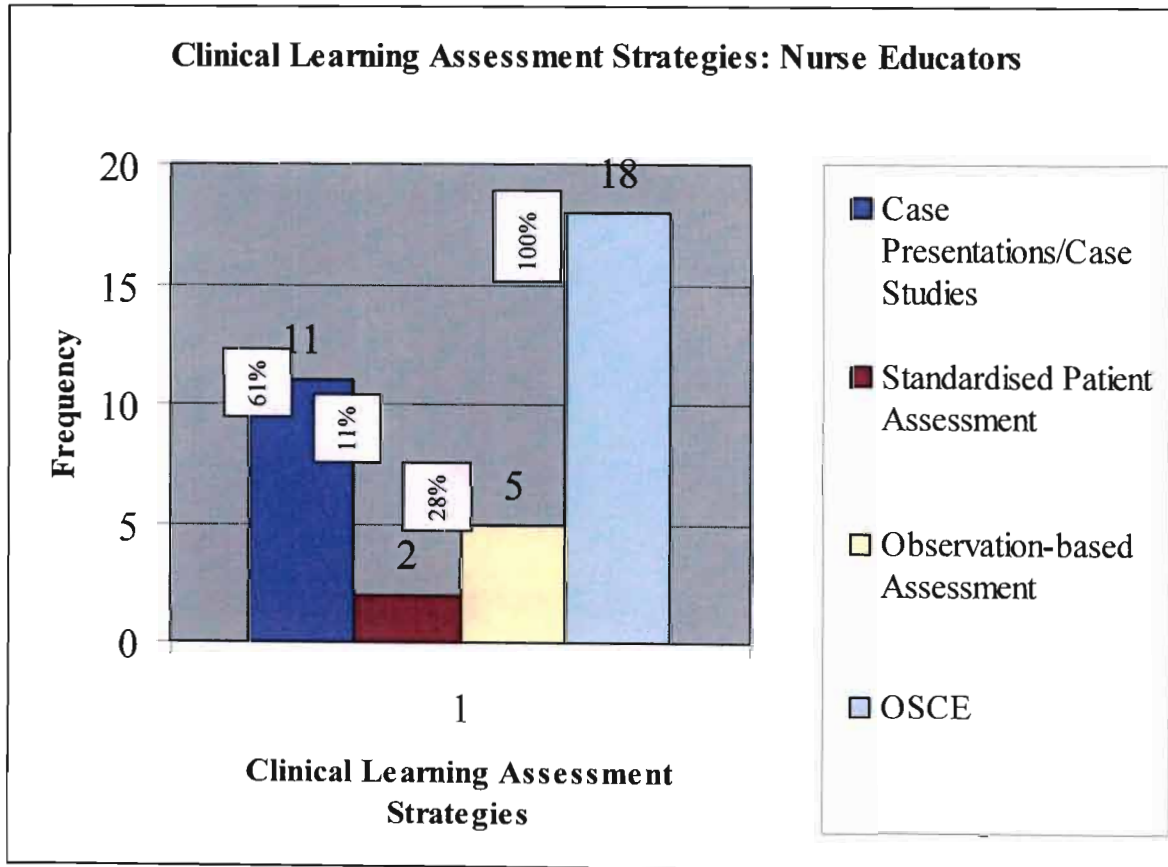 Clinical Learning Assessment Strategies: Nurse Educators
20
15
10
5
0
Frequency
11
61%
2
11%
5
28%
18
100%
1
Clinical Learning Assessment
Strategies
Case
Presentations/Case
Studies
Standardised Patient
Assessment
Observation-based
Assessment
OSCE